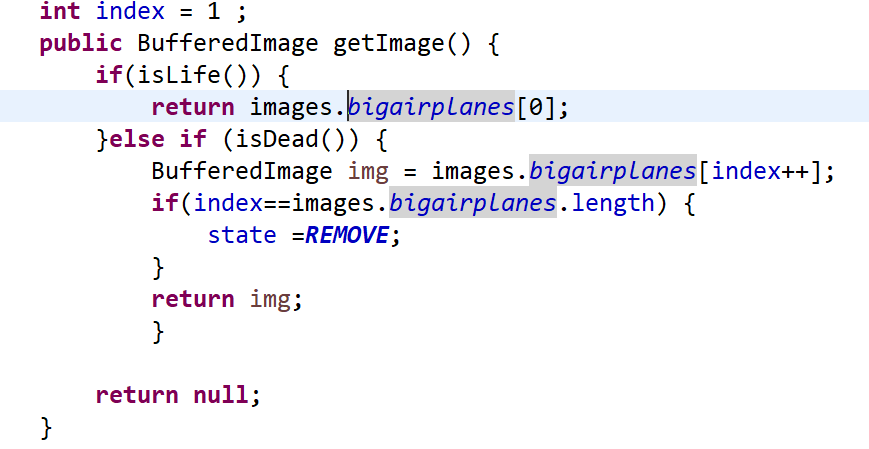 int index = 1 ;
public BufferedImage getImage() {
if(isLife()) {
return images.bigairplanes[0];
}else if (isDead()) {
BufferedImage img = images.bigairplanes[index++];
if(index==images.bigairplanes.length) {
state =REMOVE;
}
return img;
}
return null;
}